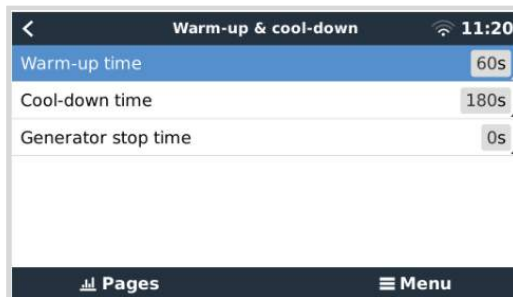 Warm-up & cool-down 11:20
Warm-up time 60s
Cool-down time 180s
Generator stop time 0s
Pages Menu